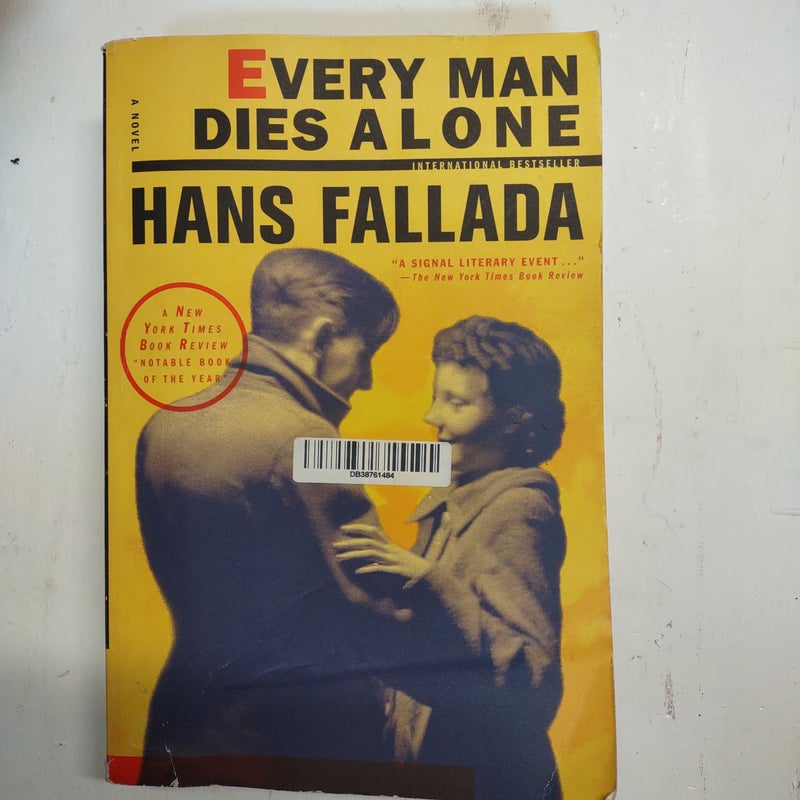 EVERY MAN
DIES ALONE
A NOVEL
INTERNATIONAL BESTSELLER
HANS FALLADA
“A SIGNAL LITERARY EVENT...”
—The New York Times Book Review
A NEW
YORK TIMES
BOOK REVIEW
“NOTABLE BOOK
OF THE YEAR”
DB38761484